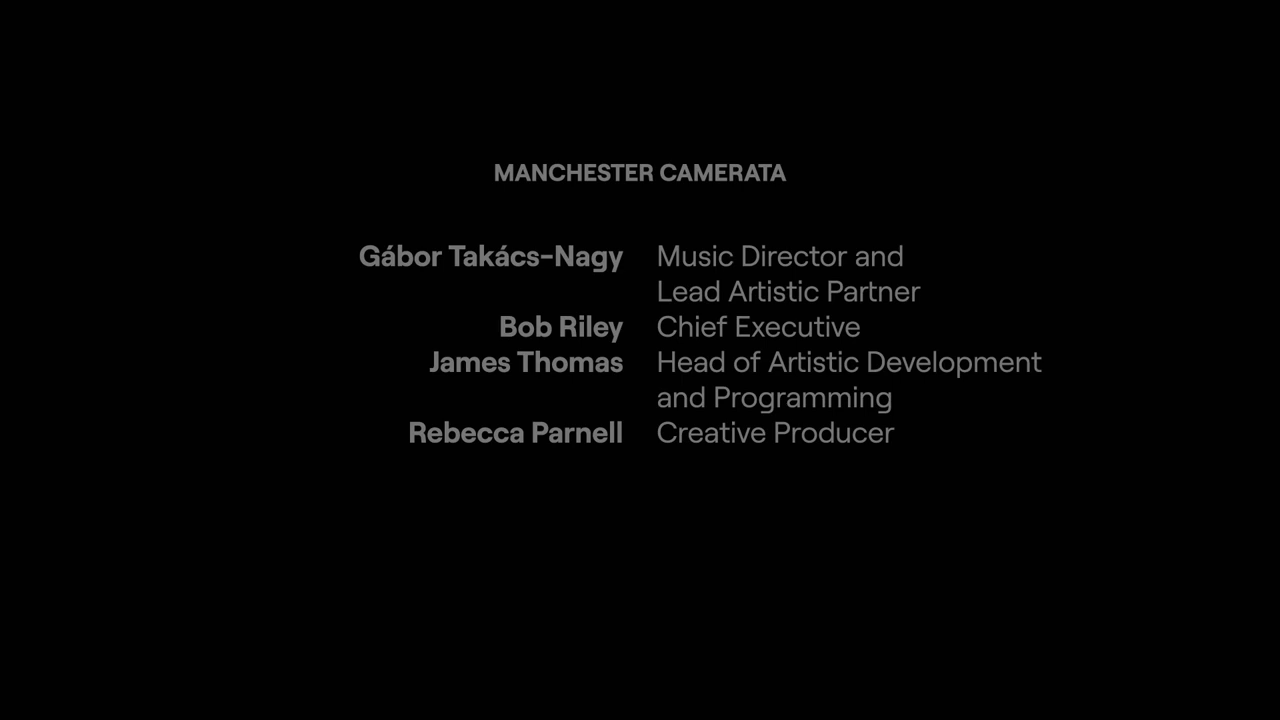 MANCHESTER CAMERATA
Gábor Takács-Nagy Music Director and
Lead Artistic Partner
Bob Riley Chief Executive
James Thomas Head of Artistic Development
and Programming
Rebecca Parnell Creative Producer